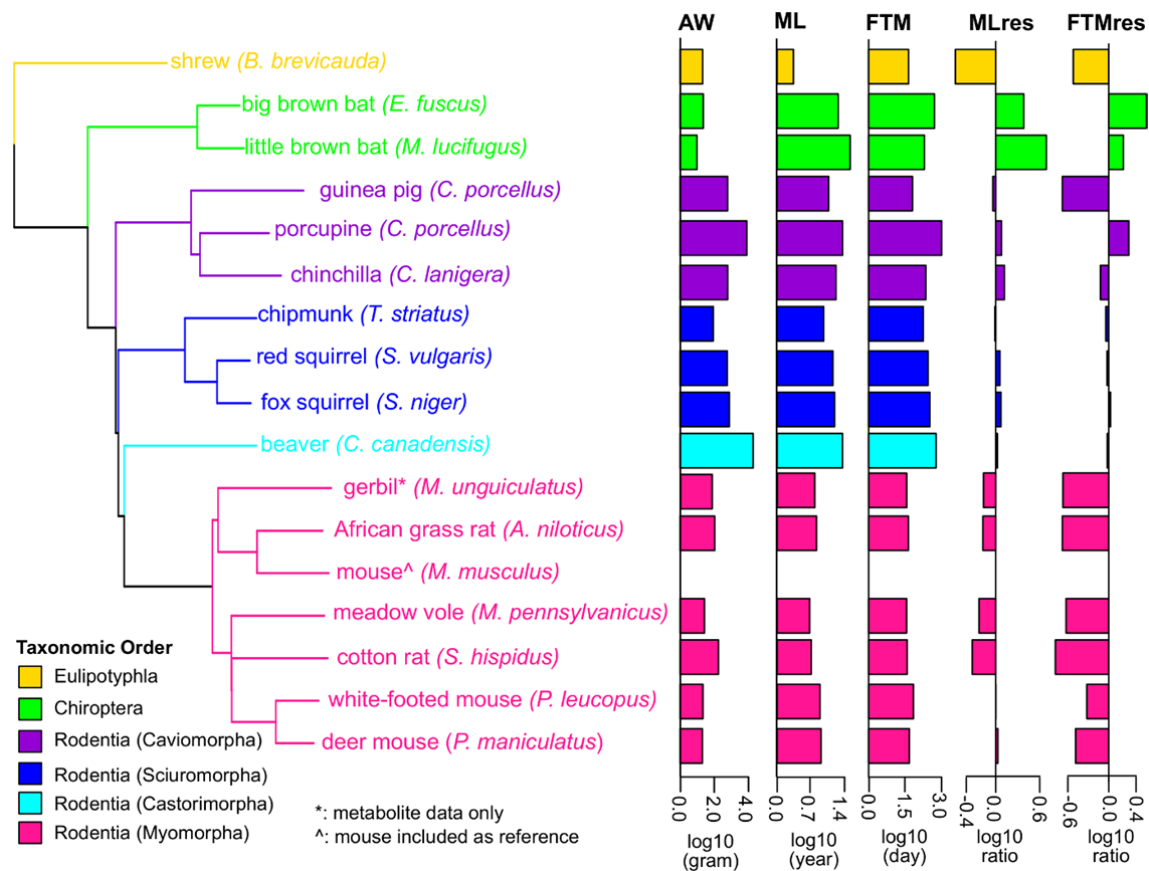 AW ML FTM MLres FTMres
shrew (B. brevicauda)
big brown bat (E. fuscus)
little brown bat (M. lucifugus)
guinea pig (C. porcellus)
porcupine (C. porcellus)
chinchilla (C. lanigera)
chipmunk (T. striatus)
red squirrel (S. vulgaris)
fox squirrel (S. niger)
beaver (C. canadensis)
gerbil* (M. unguiculatus)
African grass rat (A. niloticus)
mouse^ (M. musculus)
meadow vole (M. pennsylvanicus)
cotton rat (S. hispidus)
white-footed mouse (P. leucopus)
deer mouse (P. maniculatus)
Taxonomic Order
Eulipotyphla
Chiroptera
Rodentia (Caviomorpha)
Rodentia (Sciuromorpha)
Rodentia (Castorimorpha)
Rodentia (Myomorpha)
*: metabolite data only
^: mouse included as reference
0.0 2.0 4.0 0.0 0.7 1.4 0.0 1.5 3.0 -0.4 0.0 0.6 -0.6 0.0 0.4
log10 log10 log10 log10 log10
(gram) (year) (day) ratio ratio